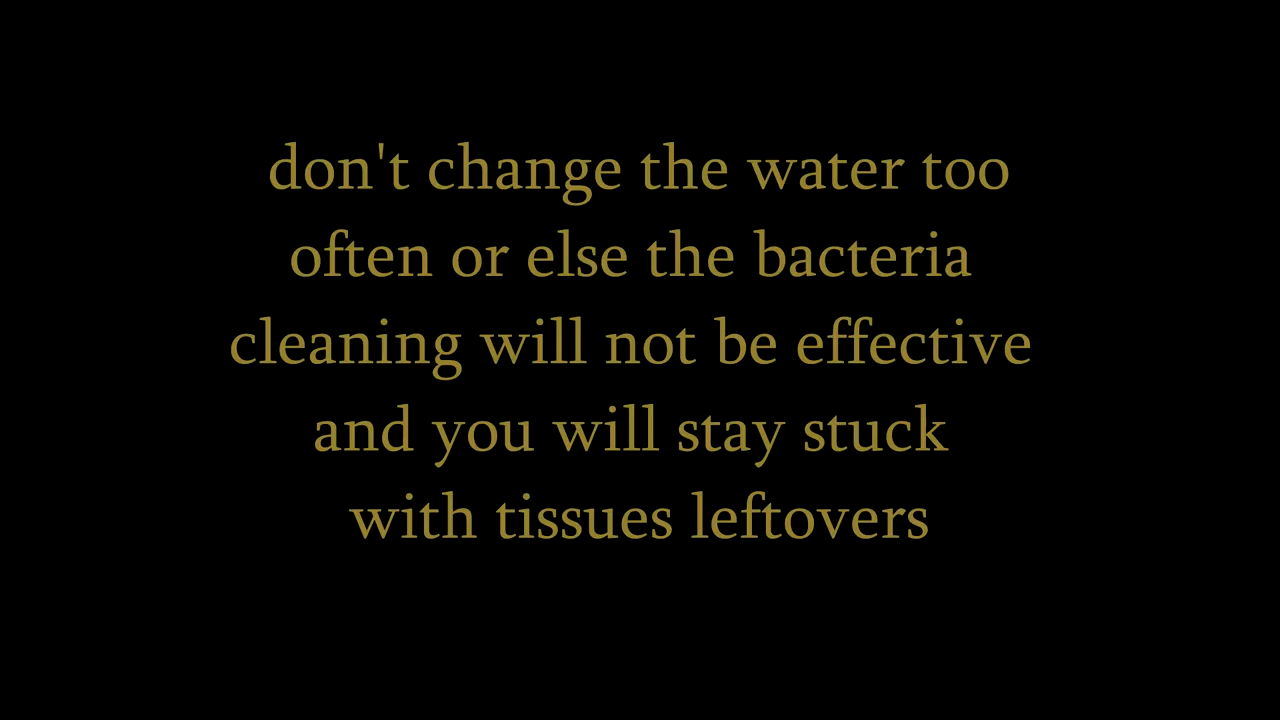 don't change the water too
often or else the bacteria
cleaning will not be effective
and you will stay stuck
with tissues leftovers